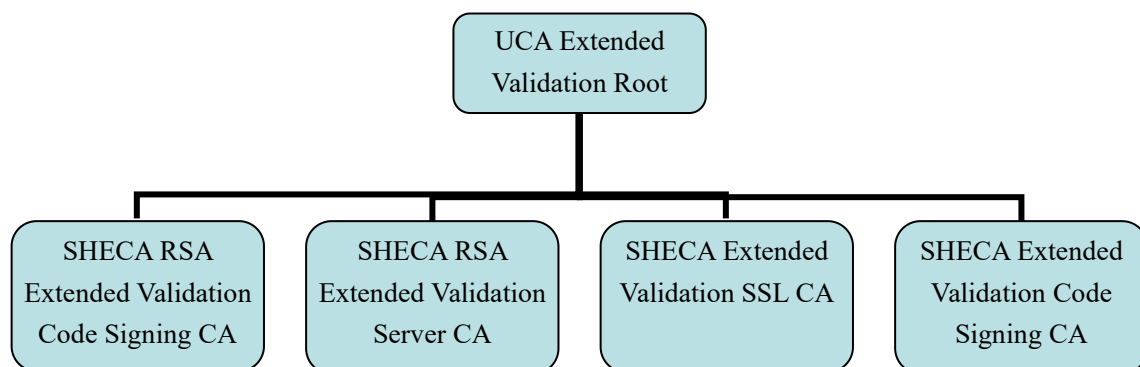 UCA Extended
Validation Root
SHECA RSA
Extended Validation
Code Signing CA
SHECA RSA
Extended Validation
Server CA
SHECA Extended
Validation SSL CA
SHECA Extended
Validation Code
Signing CA